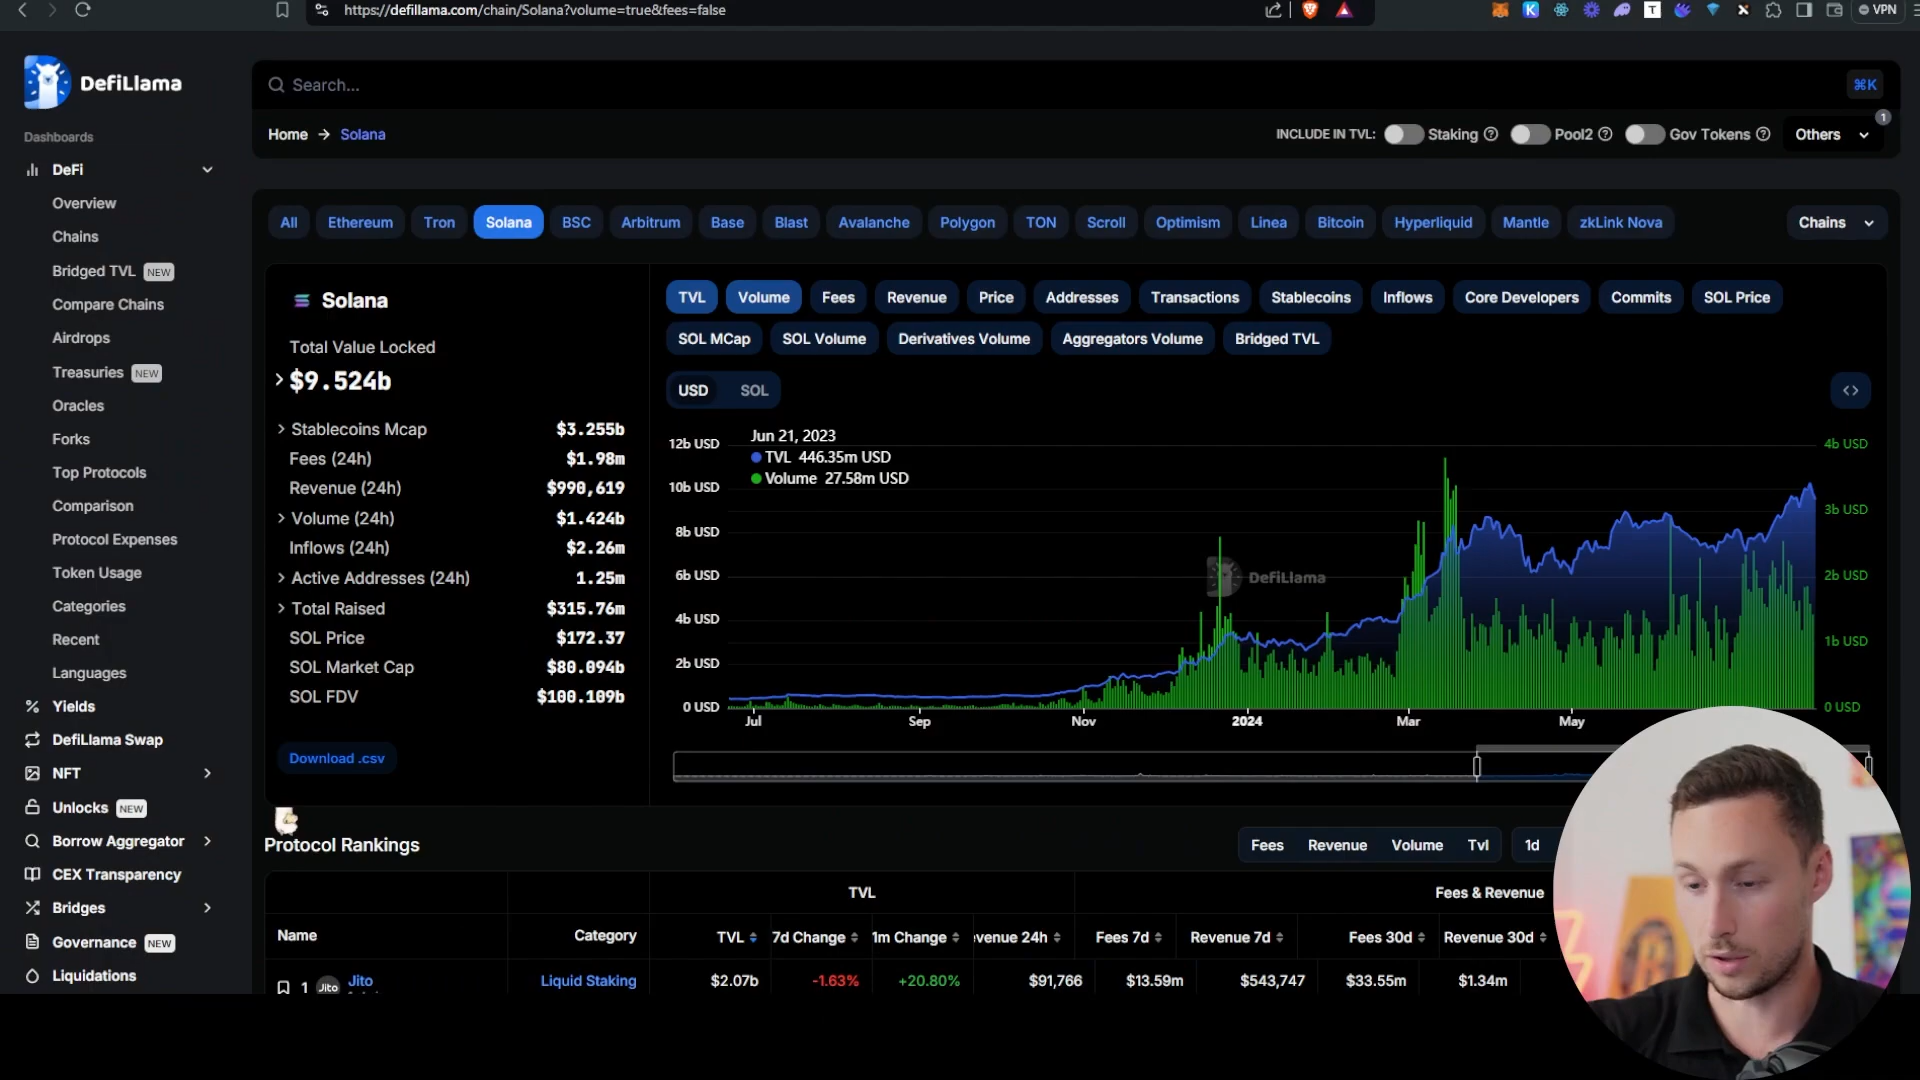 https://defillama.com/chain/Solana?volume=true&fees=false
VPN
DefiLlama
Search...
⌘K
Home → Solana
INCLUDE IN TVL: Staking Pool2 Gov Tokens Others 1
Dashboards
DeFi
Overview
Chains
Bridged TVL NEW
Compare Chains
Airdrops
Treasuries NEW
Oracles
Forks
Top Protocols
Comparison
Protocol Expenses
Token Usage
Categories
Recent
Languages
Yields
DefiLlama Swap
NFT
Unlocks NEW
Borrow Aggregator
CEX Transparency
Bridges
Governance NEW
Liquidations
All Ethereum Tron Solana BSC Arbitrum Base Blast Avalanche Polygon TON Scroll Optimism Linea Bitcoin Hyperliquid Mantle zkLink Nova Chains
Solana
Total Value Locked
$9.524b
Stablecoins Mcap $3.255b
Fees (24h) $1.98m
Revenue (24h) $990,619
Volume (24h) $1.424b
Inflows (24h) $2.26m
Active Addresses (24h) 1.25m
Total Raised $315.76m
SOL Price $172.37
SOL Market Cap $80.094b
SOL FDV $100.109b
Download .csv
TVL Volume Fees Revenue Price Addresses Transactions Stablecoins Inflows Core Developers Commits SOL Price
SOL MCap SOL Volume Derivatives Volume Aggregators Volume Bridged TVL
USD SOL
<>
Jun 21, 2023
TVL 446.35m USD
Volume 27.58m USD
12b USD
10b USD
8b USD
6b USD
4b USD
2b USD
0 USD
4b USD
3b USD
2b USD
1b USD
0 USD
DefiLlama
Jul Sep Nov 2024 Mar May
Protocol Rankings
Fees Revenue Volume Tvl 1d
TVL Fees & Revenue
Name Category TVL 7d Change 1m Change Fees 7d Revenue 7d Fees 30d Revenue 30d
1 Jito Jito Liquid Staking $2.07b -1.63% +20.80% $91,766 $13.59m $543,747 $33.55m $1.34m